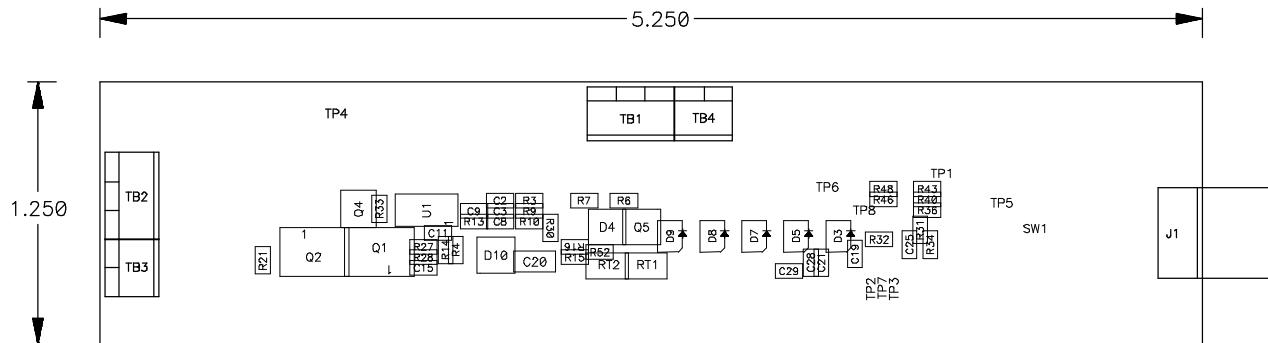 5.250
1.250
TP4
TB1 TB4
TB2
TB3
TP1
TP6
TP8
TP5
SW1
J1
R48 R43
R46 R40
R36
Q4 R33 U1 1
C2 R3
C9 C3 R9
R13 C8 R10
R30
R7 R6
D4 Q5
D9 D8 D7 D5 D3
R32 C25 R31 R34
C11
1
Q2 Q1
1
R21
R27
R28
C15
R14 R4
D10 C20
R16
R15 R52
RT2 RT1
C29 C28 C21 C19
TP2
TP7
TP3